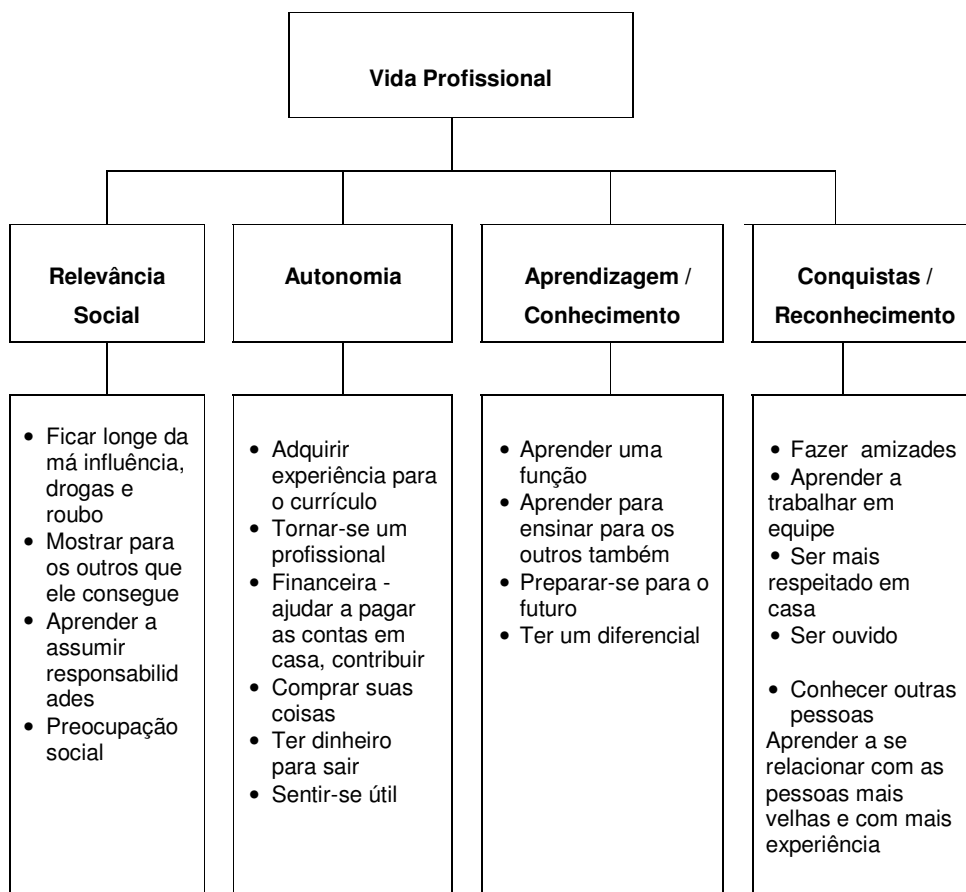 Vida Profissional
Relevância
Social
Autonomia
Aprendizagem /
Conhecimento
Conquistas /
Reconhecimento
• Ficar longe da
má influência,
drogas e
roubo
• Mostrar para
os outros que
ele consegue
• Aprender a
assumir
responsabilid
ades
• Preocupação
social
• Adquirir
experiência para
o currículo
• Tornar-se um
profissional
• Financeira -
ajudar a pagar
as contas em
casa, contribuir
• Comprar suas
coisas
• Ter dinheiro
para sair
• Sentir-se útil
• Aprender uma
função
• Aprender para
ensinar para os
outros também
• Preparar-se para o
futuro
• Ter um diferencial
• Fazer amizades
• Aprender a
trabalhar em
equipe
• Ser mais
respeitado em
casa
• Ser ouvido
• Conhecer outras
pessoas
Aprender a se
relacionar com as
pessoas mais
velhas e com mais
experiência